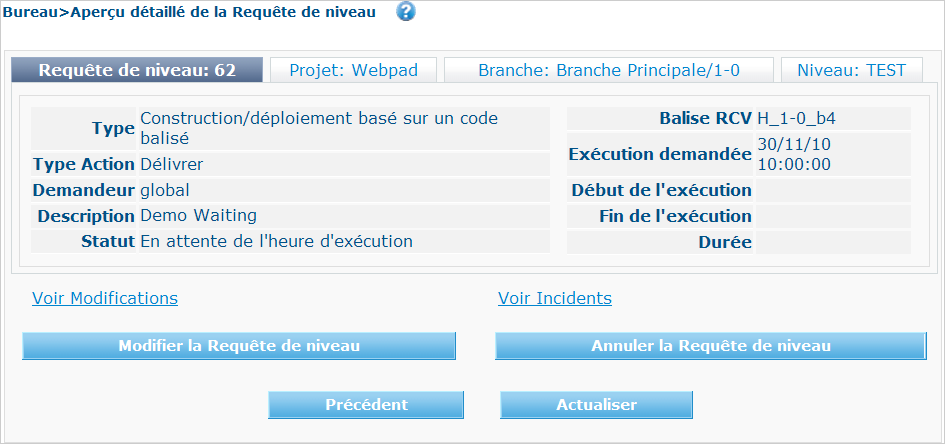 Bureau>Aperçu détaillé de la Requête de niveau ?
Requête de niveau: 62 Projet: Webpad Branche: Branche Principale/1-0 Niveau: TEST
Type Construction/déploiement basé sur un code
balisé
Type Action Délivrer
Demandeur global
Description Demo Waiting
Statut En attente de l'heure d'exécution
Balise RCV H_1-0_b4
Exécution demandée 30/11/10
10:00:00
Début de l'exécution
Fin de l'exécution
Durée
Voir Modifications Voir Incidents
Modifier la Requête de niveau Annuler la Requête de niveau
Précédent Actualiser